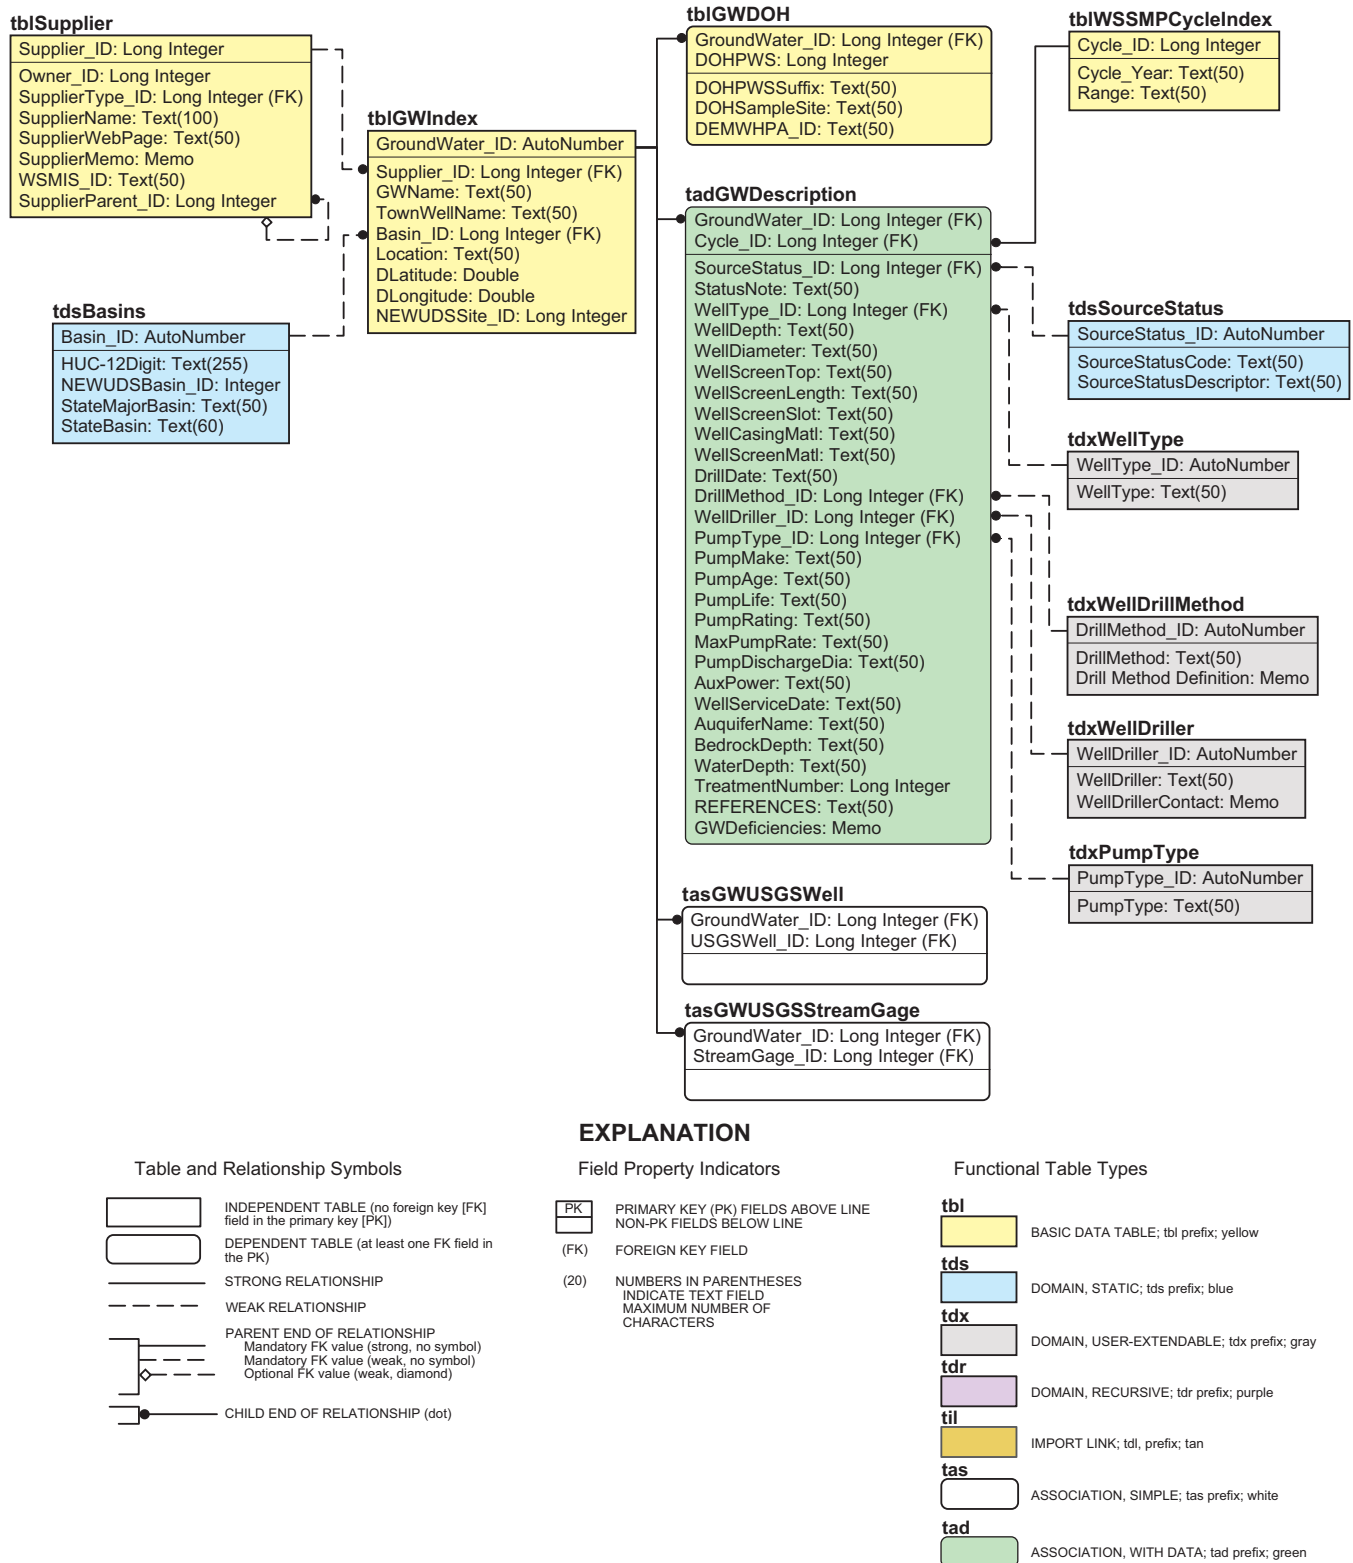 tblSupplier
Supplier_ID: Long Integer
Owner_ID: Long Integer
SupplierType_ID: Long Integer (FK)
SupplierName: Text(100)
SupplierWebPage: Text(50)
SupplierMemo: Memo
WSMIS_ID: Text(50)
SupplierParent_ID: Long Integer
tdsBasins
Basin_ID: AutoNumber
HUC-12Digit: Text(255)
NEWUDSBasin_ID: Integer
StateMajorBasin: Text(50)
StateBasin: Text(60)
tblGWIndex
GroundWater_ID: AutoNumber
Supplier_ID: Long Integer (FK)
GWName: Text(50)
TownWellName: Text(50)
Basin_ID: Long Integer (FK)
Location: Text(50)
DLatitude: Double
DLongitude: Double
NEWUDSSite_ID: Long Integer
tblGWDOH
GroundWater_ID: Long Integer (FK)
DOHPWS: Long Integer
DOHPWSSuffix: Text(50)
DOHSampleSite: Text(50)
DEMWHPA_ID: Text(50)
tadGWDescription
GroundWater_ID: Long Integer (FK)
Cycle_ID: Long Integer (FK)
SourceStatus_ID: Long Integer (FK)
StatusNote: Text(50)
WellType_ID: Long Integer (FK)
WellDepth: Text(50)
WellDiameter: Text(50)
WellScreenTop: Text(50)
WellScreenLength: Text(50)
WellScreenSlot: Text(50)
WellCasingMatl: Text(50)
WellScreenMatl: Text(50)
DrillDate: Text(50)
DrillMethod_ID: Long Integer (FK)
WellDriller_ID: Long Integer (FK)
PumpType_ID: Long Integer (FK)
PumpMake: Text(50)
PumpAge: Text(50)
PumpLife: Text(50)
PumpRating: Text(50)
MaxPumpRate: Text(50)
PumpDischargeDia: Text(50)
AuxPower: Text(50)
WellServiceDate: Text(50)
AuquiferName: Text(50)
BedrockDepth: Text(50)
WaterDepth: Text(50)
TreatmentNumber: Long Integer
REFERENCES: Text(50)
GWDeficiencies: Memo
tasGWUSGSWell
GroundWater_ID: Long Integer (FK)
USGSWell_ID: Long Integer (FK)
tasGWUSGSStreamGage
GroundWater_ID: Long Integer (FK)
StreamGage_ID: Long Integer (FK)
tblWSSMPCycleIndex
Cycle_ID: Long Integer
Cycle_Year: Text(50)
Range: Text(50)
tdsSourceStatus
SourceStatus_ID: AutoNumber
SourceStatusCode: Text(50)
SourceStatusDescriptor: Text(50)
tdxWellType
WellType_ID: AutoNumber
WellType: Text(50)
tdxWellDrillMethod
DrillMethod_ID: AutoNumber
DrillMethod: Text(50)
Drill Method Definition: Memo
tdxWellDriller
WellDriller_ID: AutoNumber
WellDriller: Text(50)
WellDrillerContact: Memo
tdxPumpType
PumpType_ID: AutoNumber
PumpType: Text(50)
EXPLANATION
Table and Relationship Symbols
INDEPENDENT TABLE (no foreign key [FK]
field in the primary key [PK])
DEPENDENT TABLE (at least one FK field in
the PK)
STRONG RELATIONSHIP
WEAK RELATIONSHIP
PARENT END OF RELATIONSHIP
Mandatory FK value (strong, no symbol)
Mandatory FK value (weak, no symbol)
Optional FK value (weak, diamond)
CHILD END OF RELATIONSHIP (dot)
Field Property Indicators
PK
PRIMARY KEY (PK) FIELDS ABOVE LINE
NON-PK FIELDS BELOW LINE
(FK) FOREIGN KEY FIELD
(20) NUMBERS IN PARENTHESES
INDICATE TEXT FIELD
MAXIMUM NUMBER OF
CHARACTERS
Functional Table Types
tbl
BASIC DATA TABLE; tbl prefix; yellow
tds
DOMAIN, STATIC; tds prefix; blue
tdx
DOMAIN, USER-EXTENDABLE; tdx prefix; gray
tdr
DOMAIN, RECURSIVE; tdr prefix; purple
til
IMPORT LINK; tdl, prefix; tan
tas
ASSOCIATION, SIMPLE; tas prefix; white
tad
ASSOCIATION, WITH DATA; tad prefix; green